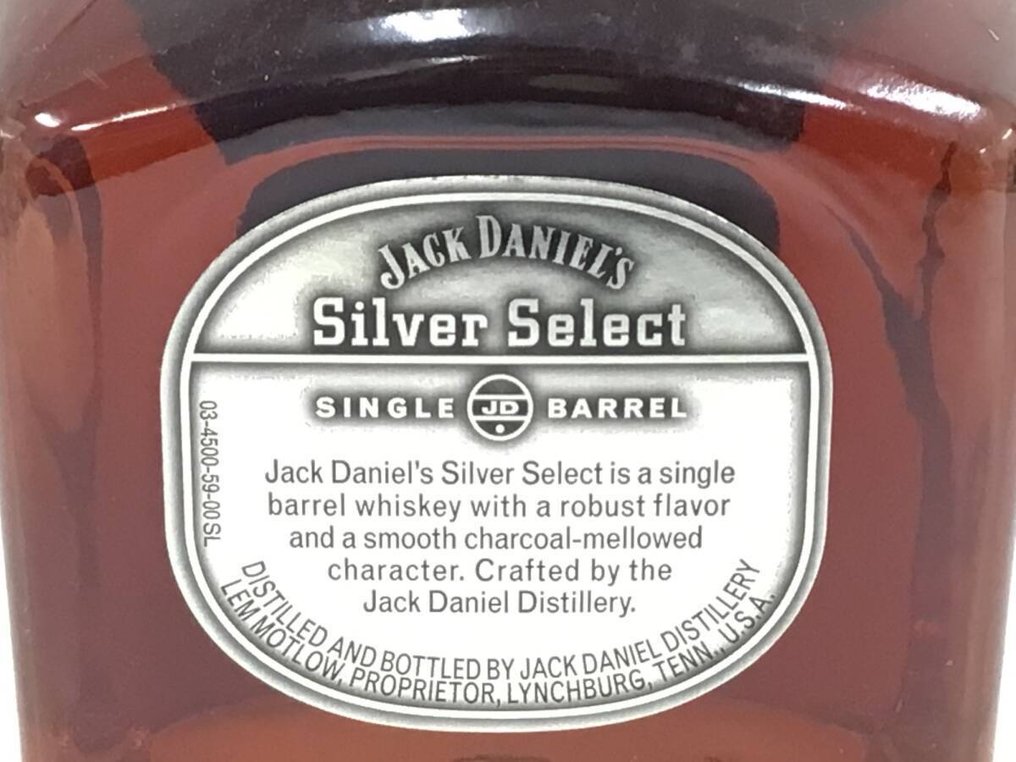 JACK DANIEL'S
Silver Select
SINGLE JD BARREL
Jack Daniel's Silver Select is a single
barrel whiskey with a robust flavor
and a smooth charcoal-mellowed
character. Crafted by the
Jack Daniel Distillery.
DISTILLED AND BOTTLED BY JACK DANIEL DISTILLERY
LEM MOTLOW, PROPRIETOR, LYNCHBURG, TENN., U.S.A.
03-4500-59-00 SL